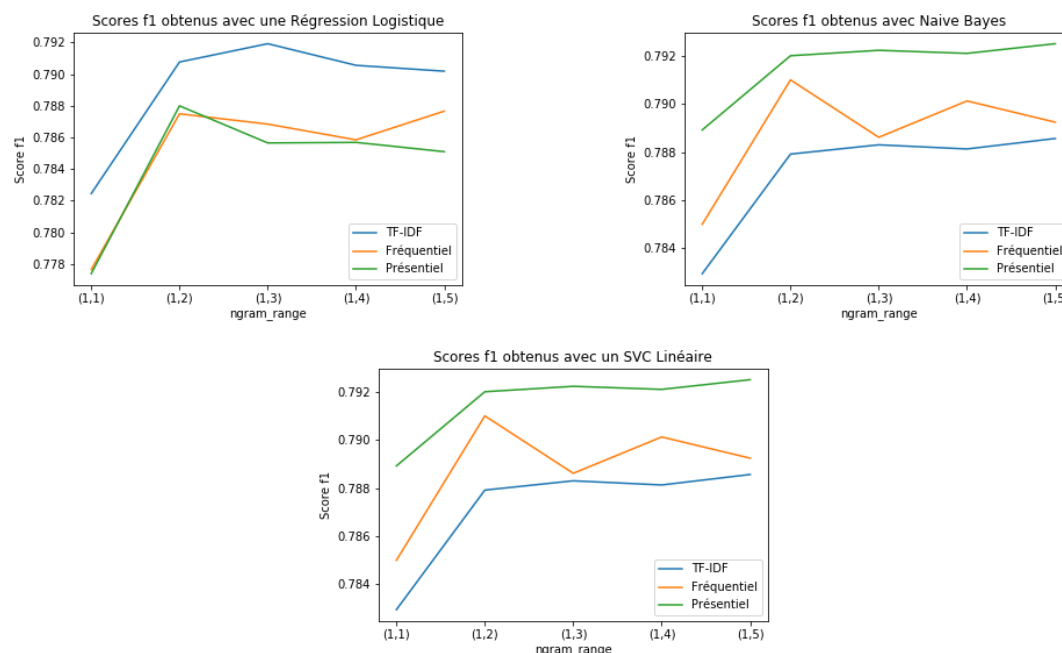 Scores f1 obtenus avec une Régression Logistique
0.792
0.790
0.788
0.786
0.784
0.782
0.780
0.778
Score f1
TF-IDF
Fréquentiel
Présentiel
(1,1) (1,2) (1,3) (1,4) (1,5)
ngram_range
Scores f1 obtenus avec Naive Bayes
0.792
0.790
0.788
0.786
0.784
Score f1
TF-IDF
Fréquentiel
Présentiel
(1,1) (1,2) (1,3) (1,4) (1,5)
ngram_range
Scores f1 obtenus avec un SVC Linéaire
0.792
0.790
0.788
0.786
0.784
Score f1
TF-IDF
Fréquentiel
Présentiel
(1,1) (1,2) (1,3) (1,4) (1,5)
ngram_range